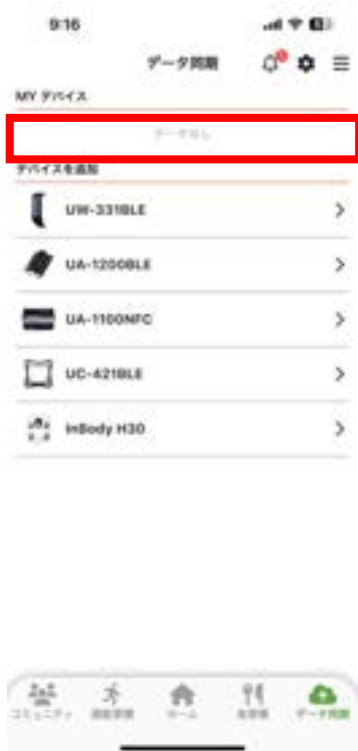 9:16
データ同期
MY デバイス
データなし
デバイスを追加
UW-331BLE
UA-1200BLE
UA-1100NFC
UC-421BLE
InBody H30
コミュニティ
ホーム
データ同期